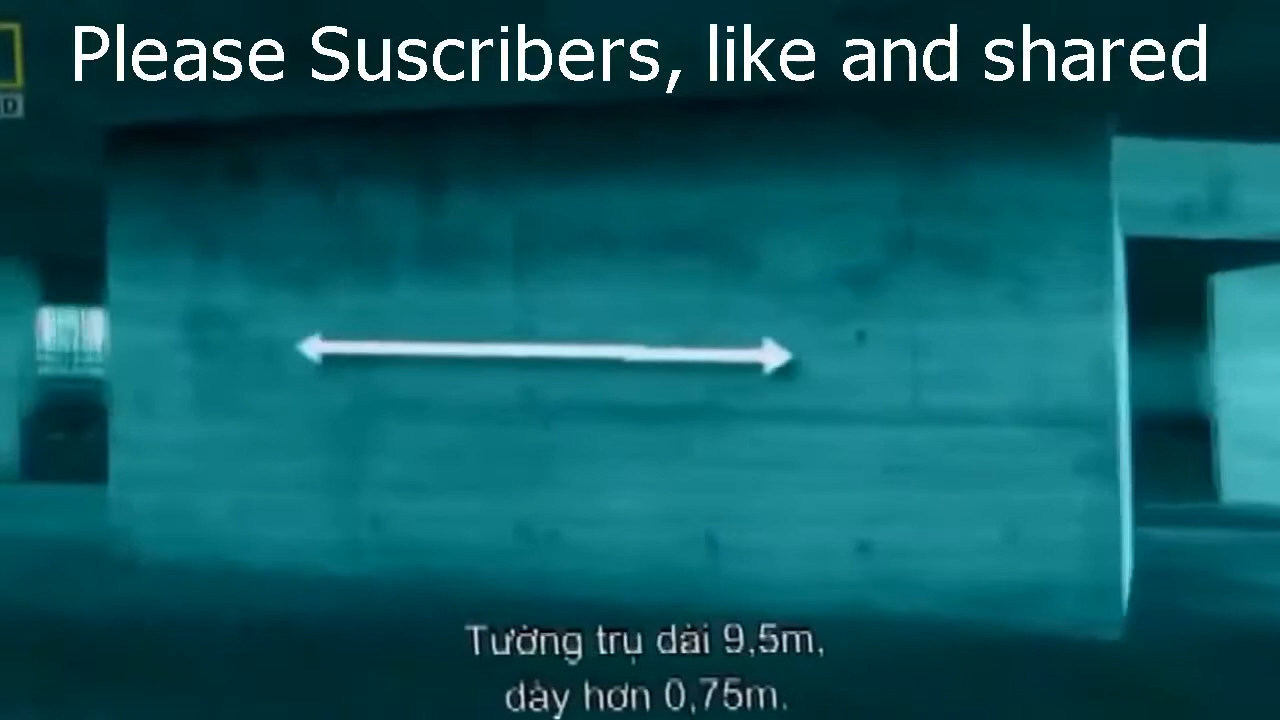 Please Suscribers, like and shared
D
Tường trụ dài 9,5m,
dày hơn 0,75m.